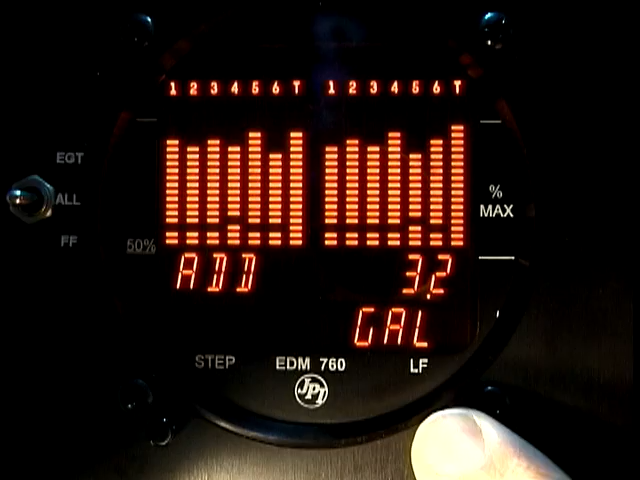 1 2 3 4 5 6 T 1 2 3 4 5 6 T
EGT
ALL
FF
%
MAX
50%
ADD 3.2
GAL
STEP EDM 760 LF
JPI